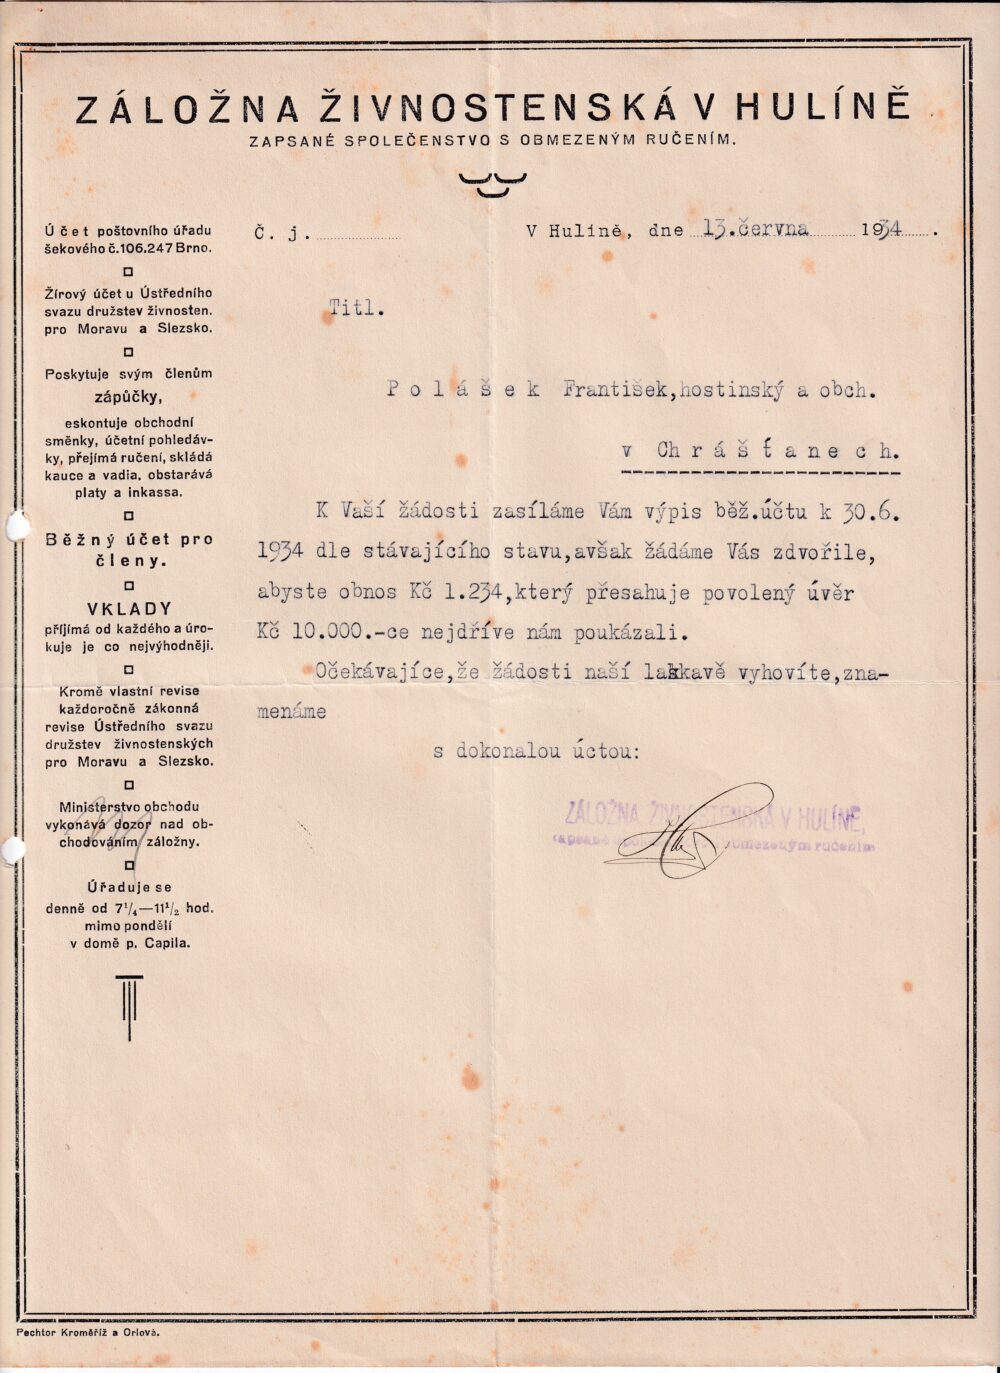 ZÁLOŽNA ŽIVNOSTENSKÁ V HULÍNĚ
ZAPSANÉ SPOLEČENSTVO S OBMEZENÝM RUČENÍM.
Účet poštovního úřadu
šekového č.106.247 Brno.
Žírový účet u Ústředního
svazu družstev živnosten.
pro Moravu a Slezsko.
Poskytuje svým členům
zápůčky,
eskontuje obchodní
směnky, účetní pohledáv-
ky, přejímá ručení, skládá
kauce a vadia, obstarává
platy a inkassa.
Běžný účet pro
členy.
VKLADY
přijímá od každého a úro-
kuje je co nejvýhodněji.
Kromě vlastní revise
každoročně zákonná
revise Ústředního svazu
družstev živnostenských
pro Moravu a Slezsko.
Ministerstvo obchodu
vykonává dozor nad ob-
chodováním záložny.
Úřaduje se
denně od 7¼—11½ hod.
mimo pondělí
v domě p. Capila.
Č. j.
V Hulíně, dne 13.června 1934.
Titl.
Polášek František,hostinský a obch.
v Chrášťanech.
K Vaší žádosti zasíláme Vám výpis běž.účtu k 30.6.
1934 dle stávajícího stavu,avšak žádáme Vás zdvořile,
abyste obnos Kč 1.234,který přesahuje povolený úvěr
Kč 10.000.-ce nejdříve nám poukázali.
Očekávajíce,že žádosti naší laskavě vyhovíte,zna-
menáme
s dokonalou úctou:
ZÁLOŽNA ŽIVNOSTENSKÁ V HULÍNĚ,
zapsané společenstvo s obmezeným ručením
Pechtor Kroměříž a Orlová.